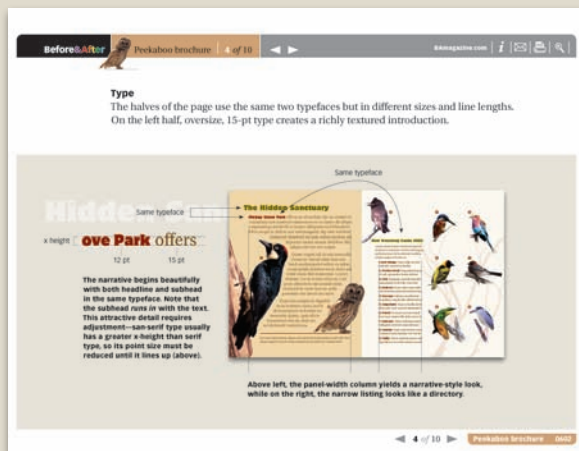 Before&After
Peekaboo brochure
4 of 10
BAmagazine.com
i
Type
The halves of the page use the same two typefaces but in different sizes and line lengths.
On the left half, oversize, 15-pt type creates a richly textured introduction.
Same typeface
Hidden San
Same typeface
The Hidden Sanctuary
x height
ove Park offers
12 pt
15 pt
The narrative begins beautifully
with both headline and subhead
in the same typeface. Note that
the subhead runs in with the text.
This attractive detail requires
adjustment—san-serif type usually
has a greater x-height than serif
type, so its point size must be
reduced until it lines up (above).
Above left, the panel-width column yields a narrative-style look,
while on the right, the narrow listing looks like a directory.
4 of 10
Peekaboo brochure
0602